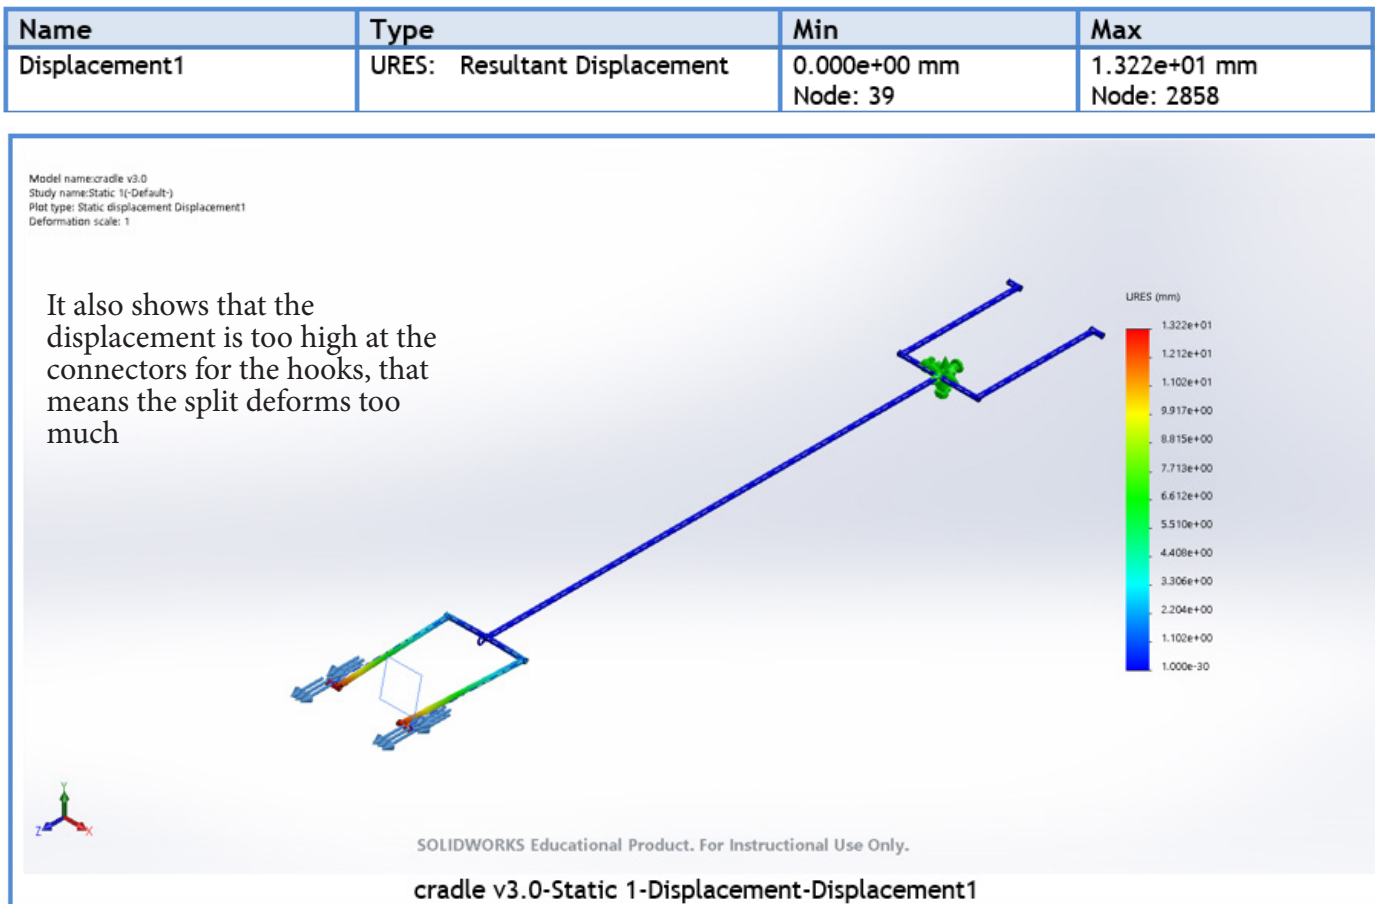 Name Type Min Max
Displacement1 URES: Resultant Displacement 0.000e+00 mm 1.322e+01 mm
Node: 39 Node: 2858
Model name:cradle v3.0
Study name:Static 1(-Default-)
Plot type: Static displacement Displacement1
Deformation scale: 1
It also shows that the
displacement is too high at the
connectors for the hooks, that
means the split deforms too
much
URES (mm)
1.322e+01
1.212e+01
1.102e+01
9.917e+00
8.815e+00
7.713e+00
6.612e+00
5.510e+00
4.408e+00
3.306e+00
2.204e+00
1.102e+00
1.000e-30
Y
Z
X
SOLIDWORKS Educational Product. For Instructional Use Only.
cradle v3.0-Static 1-Displacement-Displacement1